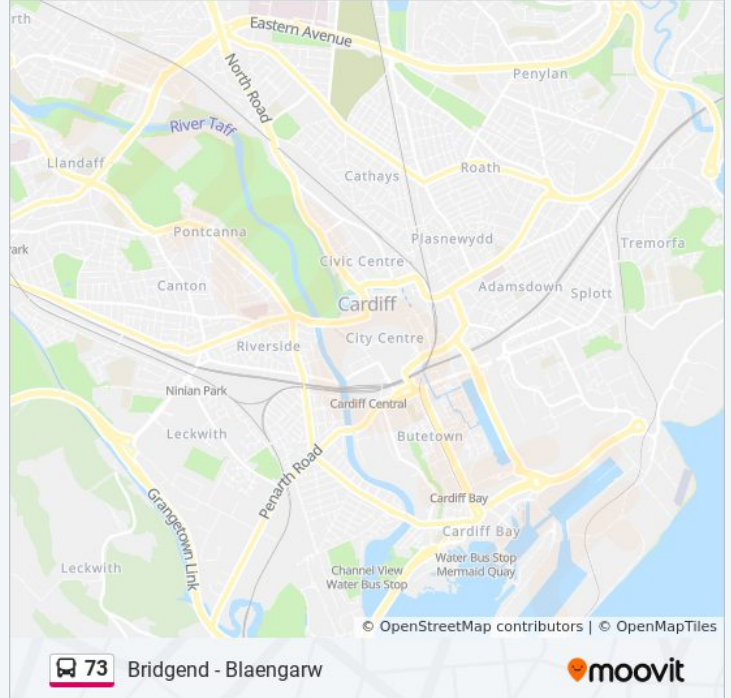 rth
Eastern Avenue
North Road
Penylan
River Taff
Llandaff
Cathays
Roath
Pontcanna
Plasnewydd
ark
Civic Centre
Tremorfa
Canton
Adamsdown
Splott
Cardiff
City Centre
Riverside
Ninian Park
Cardiff Central
Leckwith
Butetown
Penarth Road
Grangetown Link
Cardiff Bay
Cardiff Bay
Water Bus Stop
Mermaid Quay
Leckwith
Channel View
Water Bus Stop
© OpenStreetMap contributors | © OpenMapTiles
73 Bridgend - Blaengarw
moovit